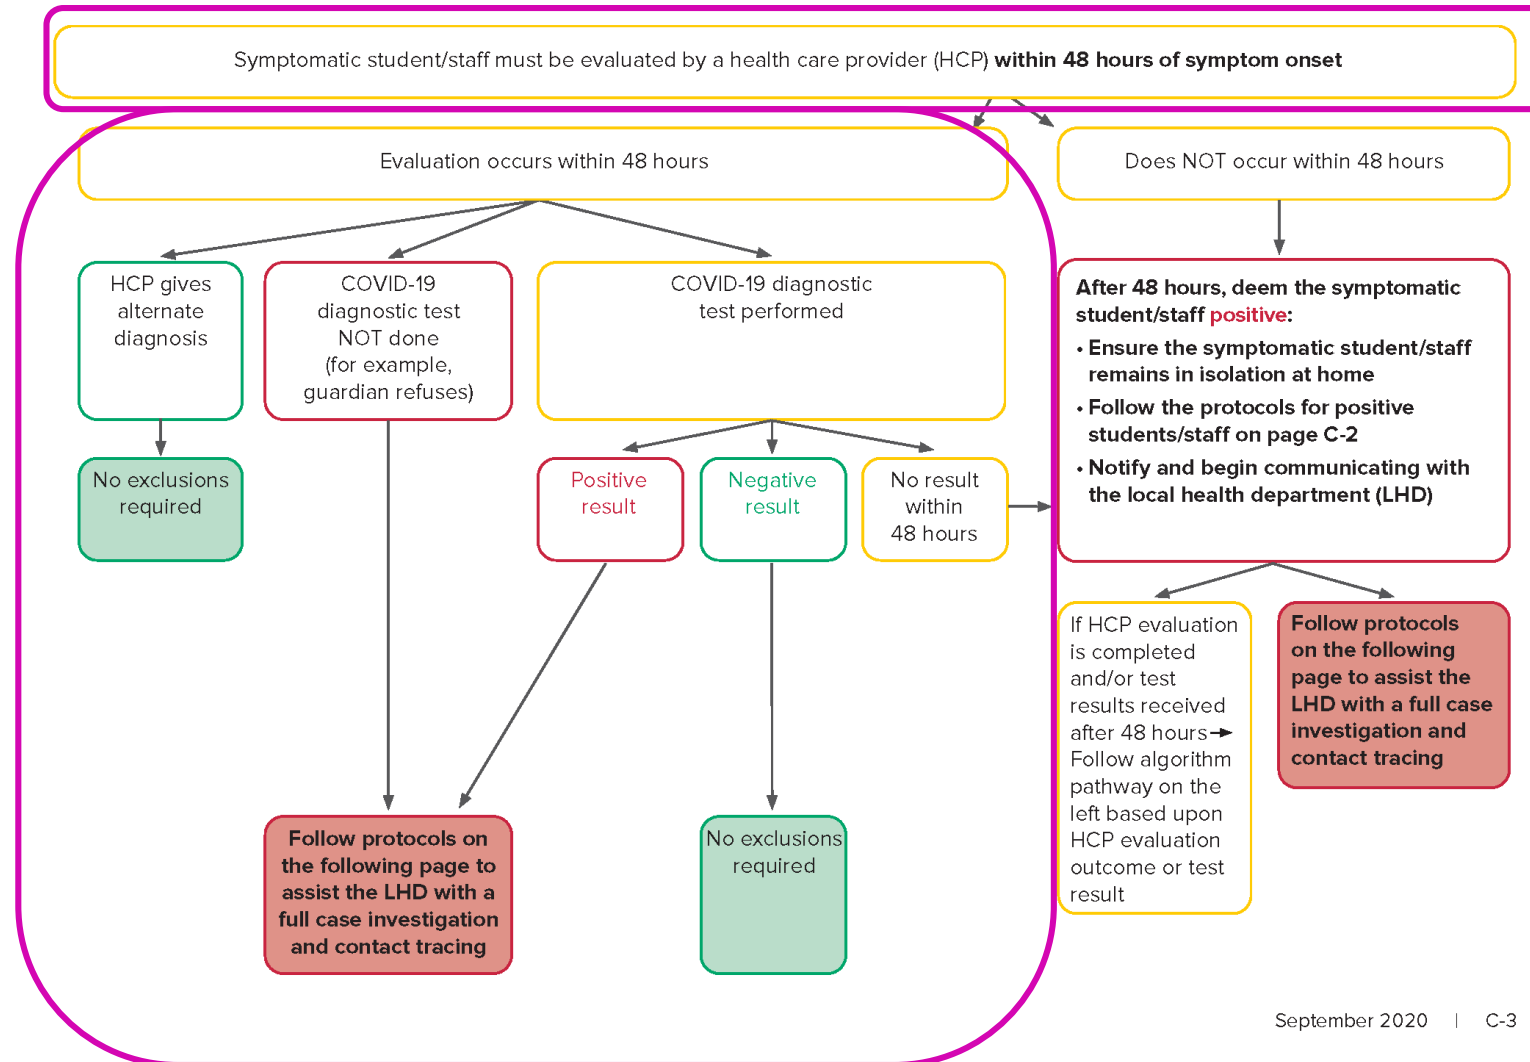 Symptomatic student/staff must be evaluated by a health care provider (HCP) within 48 hours of symptom onset
Evaluation occurs within 48 hours
Does NOT occur within 48 hours
HCP gives
alternate
diagnosis
COVID-19
diagnostic test
NOT done
(for example,
guardian refuses)
COVID-19 diagnostic
test performed
After 48 hours, deem the symptomatic
student/staff positive:
• Ensure the symptomatic student/staff
remains in isolation at home
• Follow the protocols for positive
students/staff on page C-2
• Notify and begin communicating with
the local health department (LHD)
No exclusions
required
Positive
result
Negative
result
No result
within
48 hours
If HCP evaluation
is completed
and/or test
results received
after 48 hours→
Follow algorithm
pathway on the
left based upon
HCP evaluation
outcome or test
result
Follow protocols
on the following
page to assist the
LHD with a full case
investigation and
contact tracing
Follow protocols on
the following page to
assist the LHD with a
full case investigation
and contact tracing
No exclusions
required
September 2020 | C-3